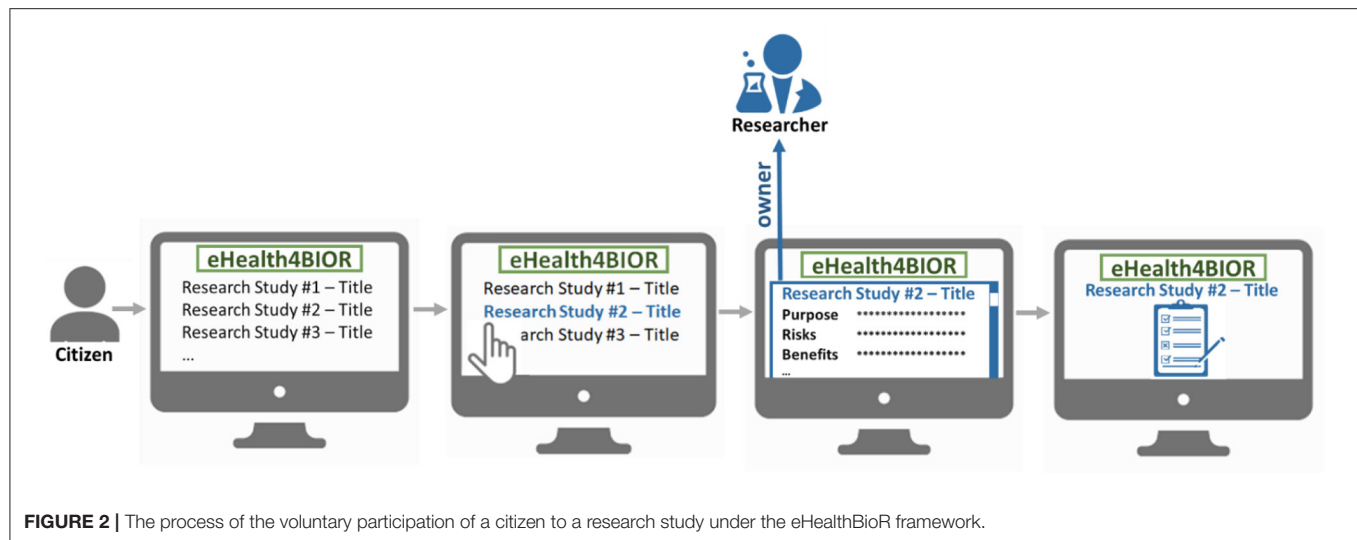 Researcher
owner
Citizen
eHealth4BIOR
Research Study #1 – Title
Research Study #2 – Title
Research Study #3 – Title
...
eHealth4BIOR
Research Study #1 – Title
Research Study #2 – Title
arch Study #3 – Title
eHealth4BIOR
Research Study #2 – Title
Purpose ••••••••••••••••••
Risks ••••••••••••••••••
Benefits ••••••••••••••••••
...
eHealth4BIOR
Research Study #2 – Title
FIGURE 2 | The process of the voluntary participation of a citizen to a research study under the eHealthBioR framework.